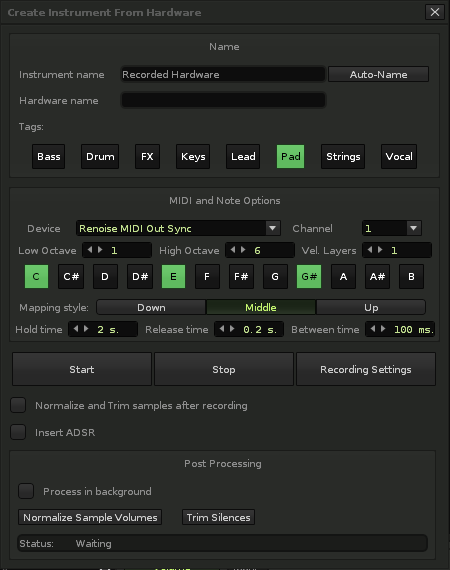 Create Instrument From Hardware
Name
Instrument name Recorded Hardware Auto-Name
Hardware name
Tags:
Bass Drum FX Keys Lead Pad Strings Vocal
MIDI and Note Options
Device Renoise MIDI Out Sync Channel 1
Low Octave 1 High Octave 6 Vel. Layers 1
C C# D D# E F F# G G# A A# B
Mapping style: Down Middle Up
Hold time 2 s. Release time 0.2 s. Between time 100 ms.
Start Stop Recording Settings
Normalize and Trim samples after recording
Insert ADSR
Post Processing
Process in background
Normalize Sample Volumes Trim Silences
Status: Waiting